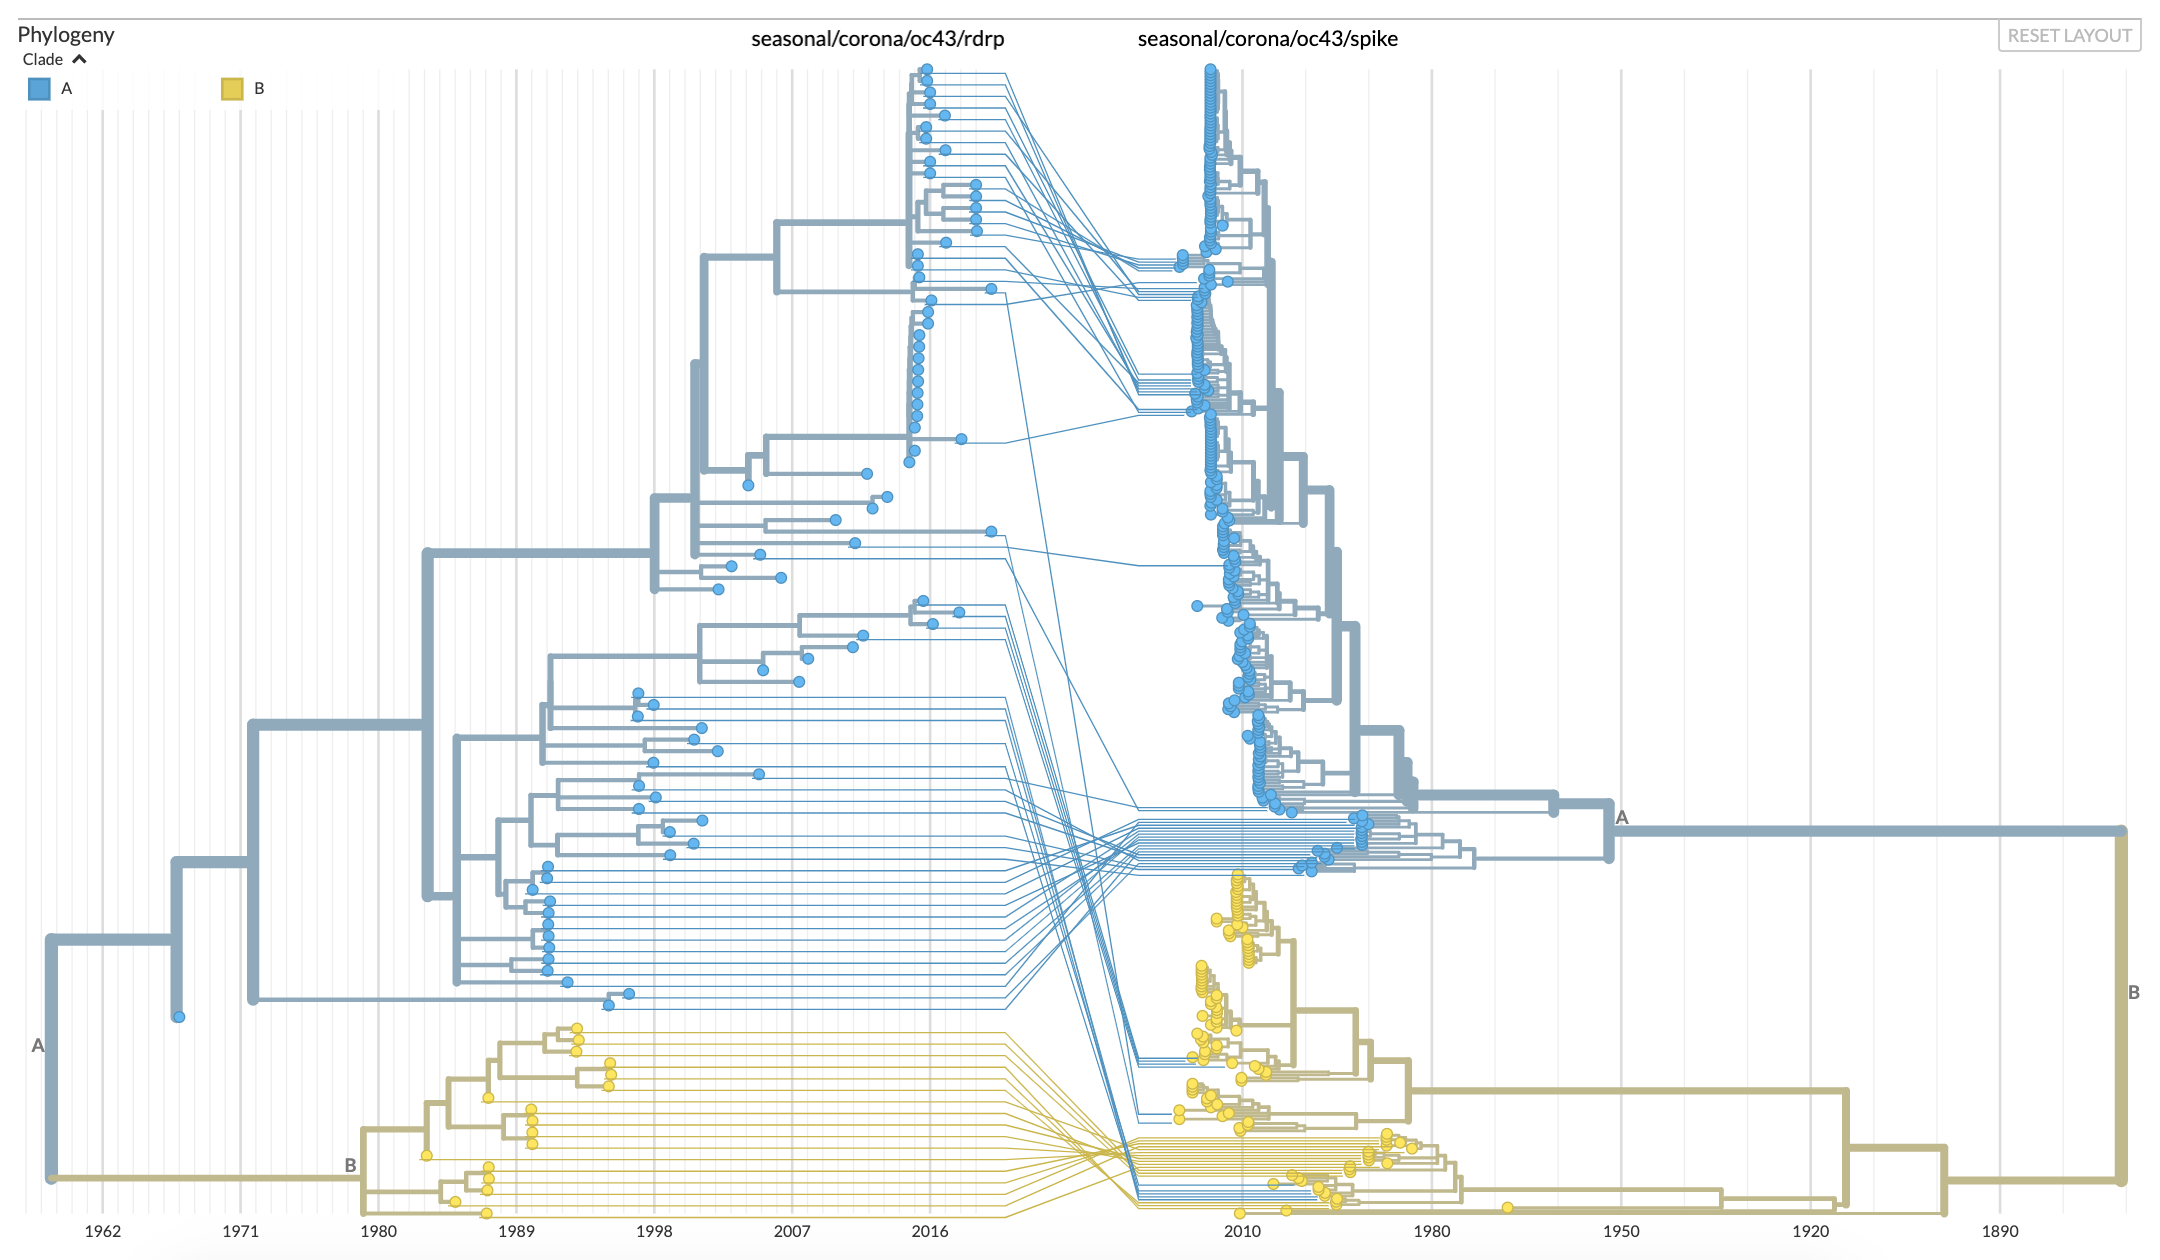 Phylogeny
seasonal/corona/oc43/rdrp
seasonal/corona/oc43/spike
RESET LAYOUT
Clade
A
B
A
A
B
B
1962 1971 1980 1989 1998 2007 2016
2010 1980 1950 1920 1890